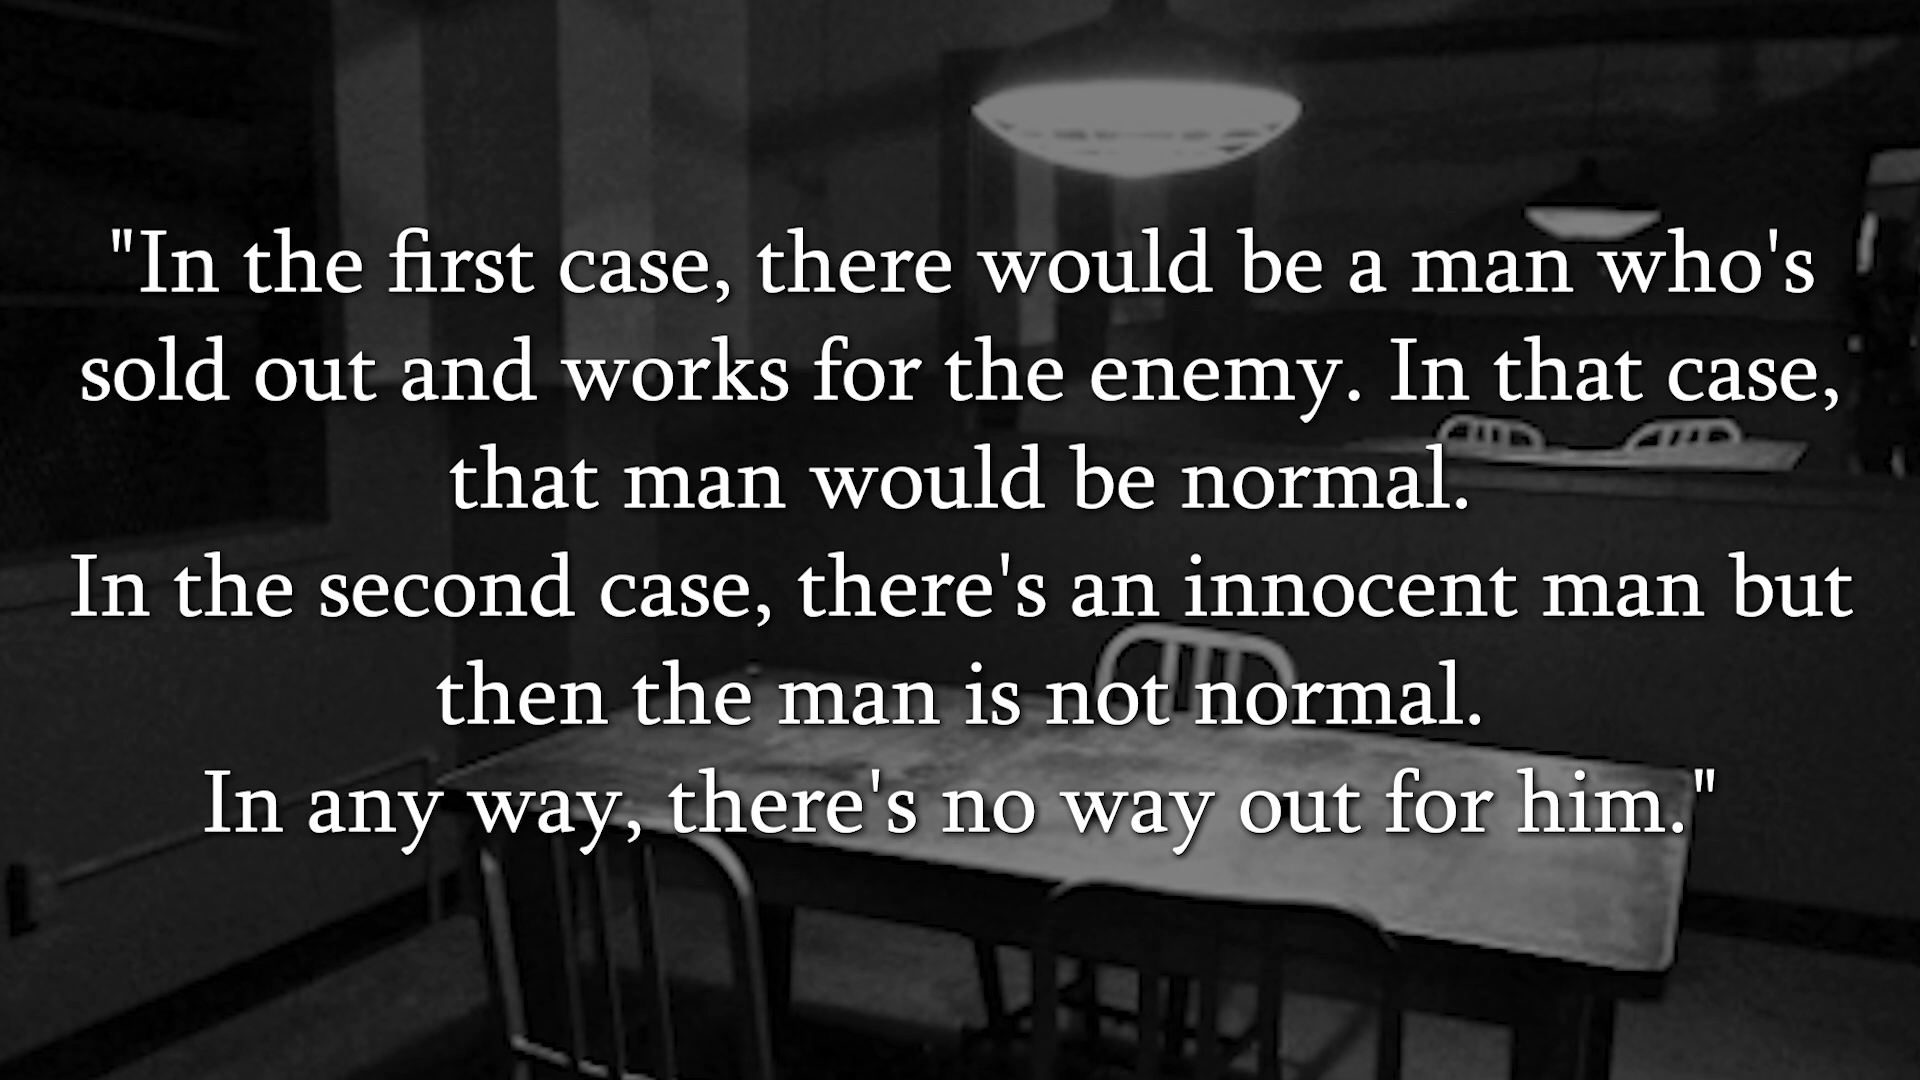 "In the first case, there would be a man who's
sold out and works for the enemy. In that case,
that man would be normal.
In the second case, there's an innocent man but
then the man is not normal.
In any way, there's no way out for him."